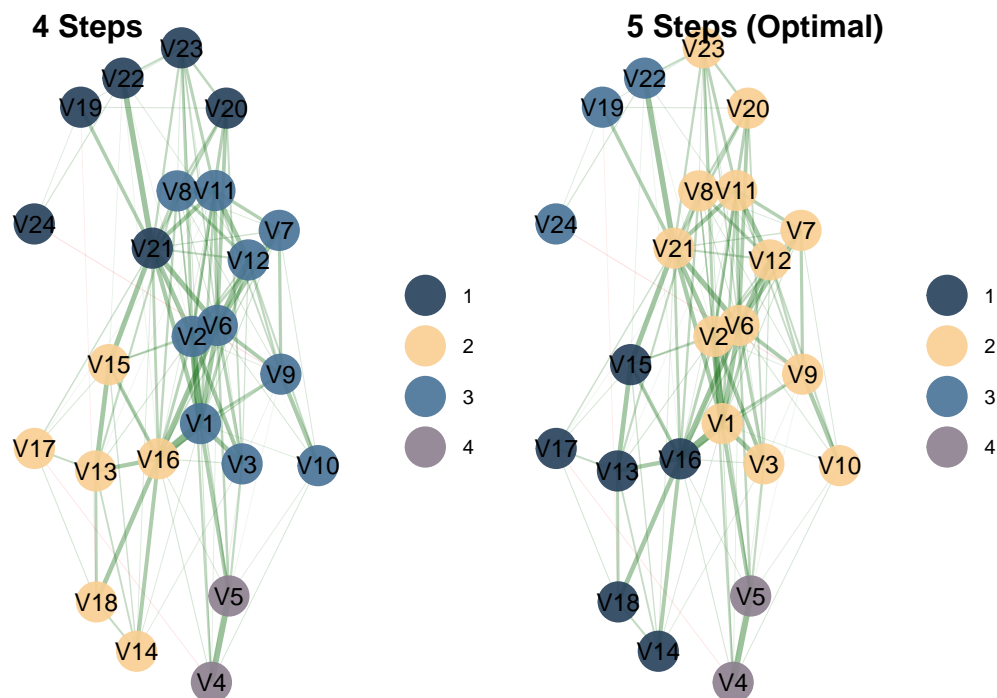 4 Steps
V23
V22
V19
V20
V8
V11
V24
V7
V21
V12
V6
V2
V15
V9
V1
V17
V16
V3
V10
V13
V5
V18
V14
V4
1
2
3
4
5 Steps (Optimal)
V23
V22
V19
V20
V8
V11
V24
V7
V21
V12
V6
V2
V15
V9
V1
V17
V16
V3
V10
V13
V5
V18
V14
V4
1
2
3
4